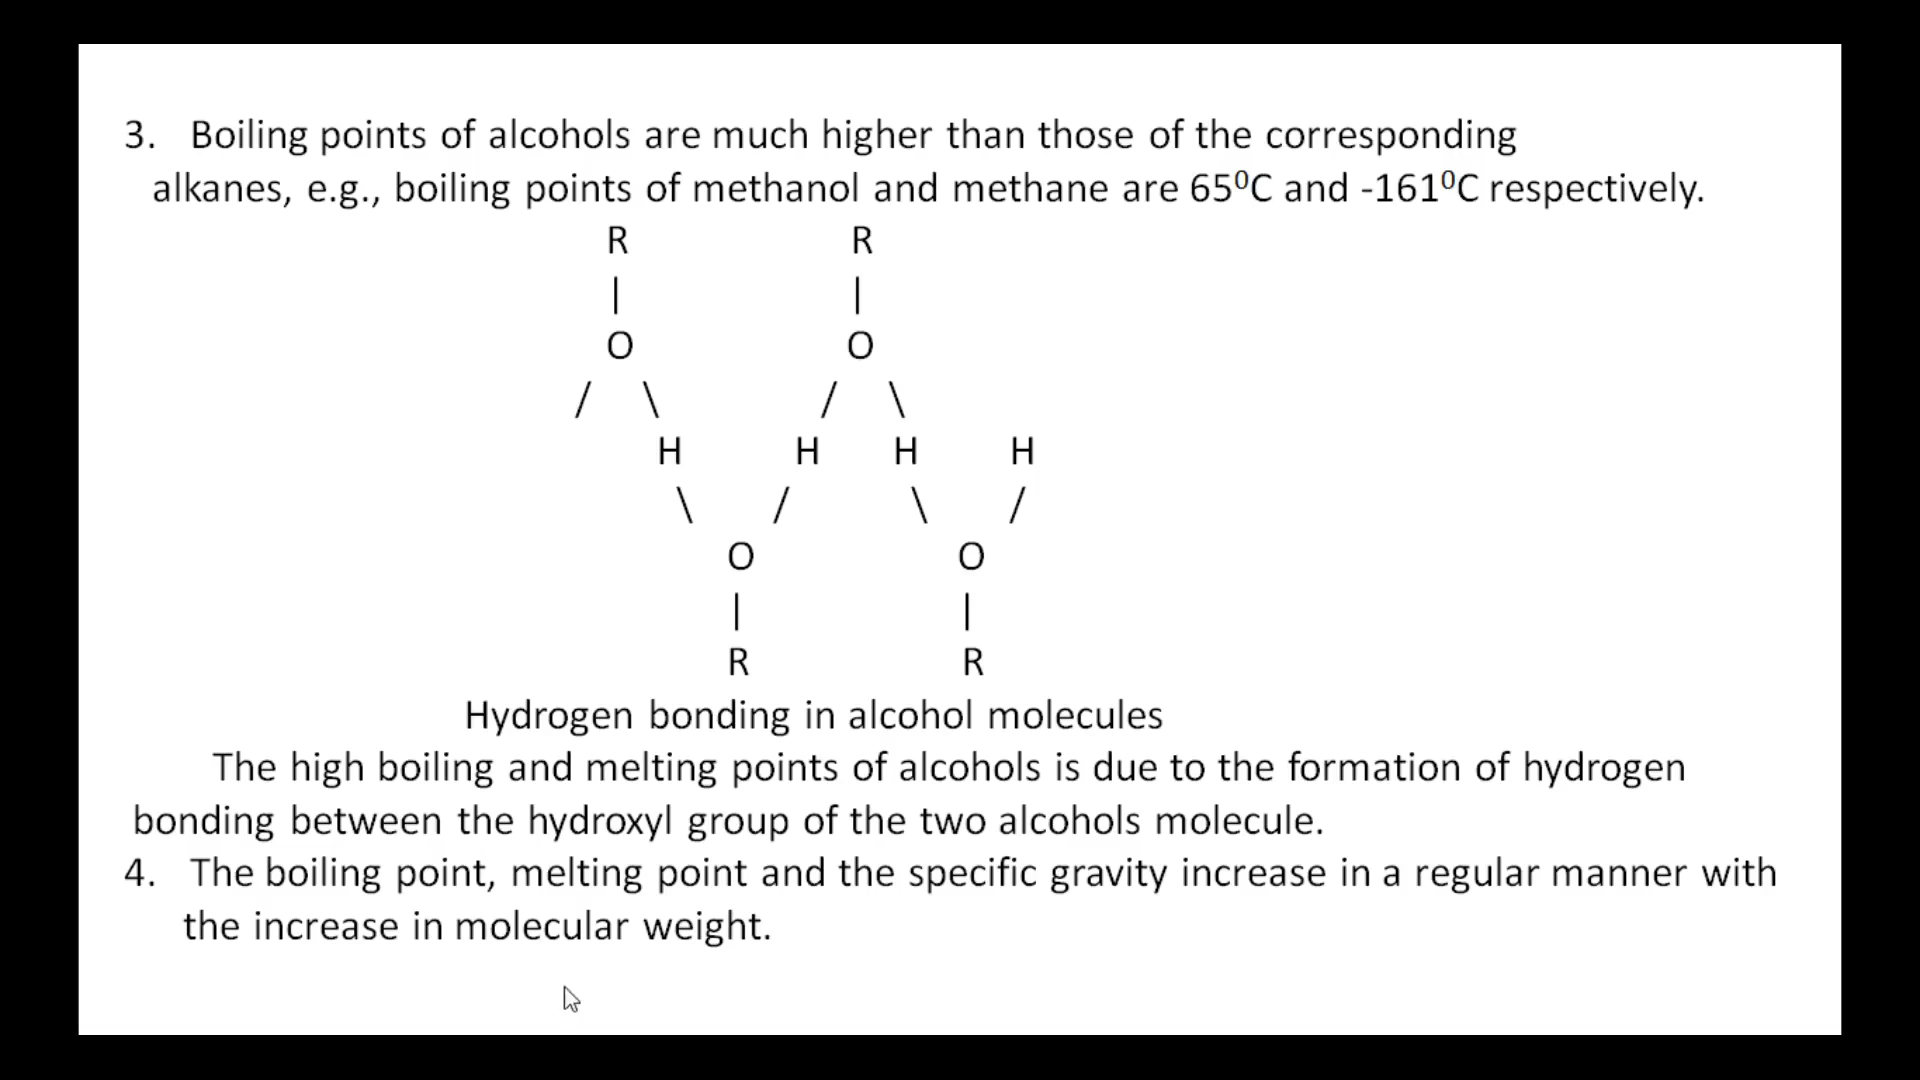 3. Boiling points of alcohols are much higher than those of the corresponding
alkanes, e.g., boiling points of methanol and methane are 65⁰C and -161⁰C respectively.
R R
| |
O O
/ \ / \
H H H H
\ / \ /
O O
| |
R R
Hydrogen bonding in alcohol molecules
The high boiling and melting points of alcohols is due to the formation of hydrogen
bonding between the hydroxyl group of the two alcohols molecule.
4. The boiling point, melting point and the specific gravity increase in a regular manner with
the increase in molecular weight.